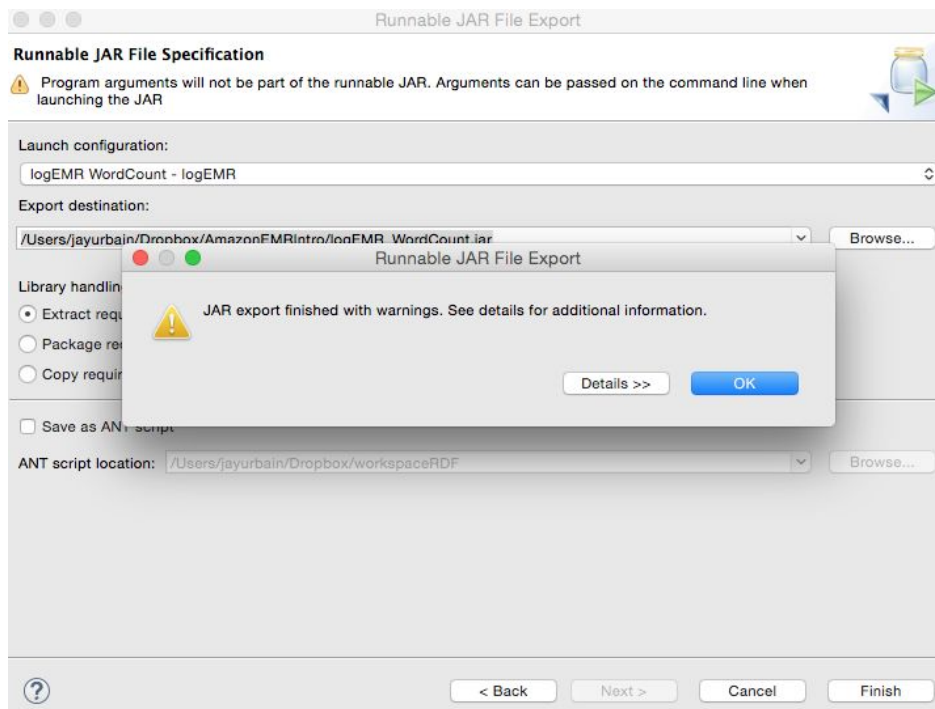 Runnable JAR File Export
Runnable JAR File Specification
Program arguments will not be part of the runnable JAR. Arguments can be passed on the command line when
launching the JAR
Launch configuration:
logEMR WordCount - logEMR
Export destination:
/Users/jayurbain/Dropbox/AmazonEMRIntro/logEMR_WordCount.jar
Browse...
Runnable JAR File Export
JAR export finished with warnings. See details for additional information.
Details >>
OK
Library handlin
Extract requ
Package re
Copy requir
Save as ANT script
ANT script location:
/Users/jayurbain/Dropbox/workspaceRDF
Browse...
?
< Back
Next >
Cancel
Finish